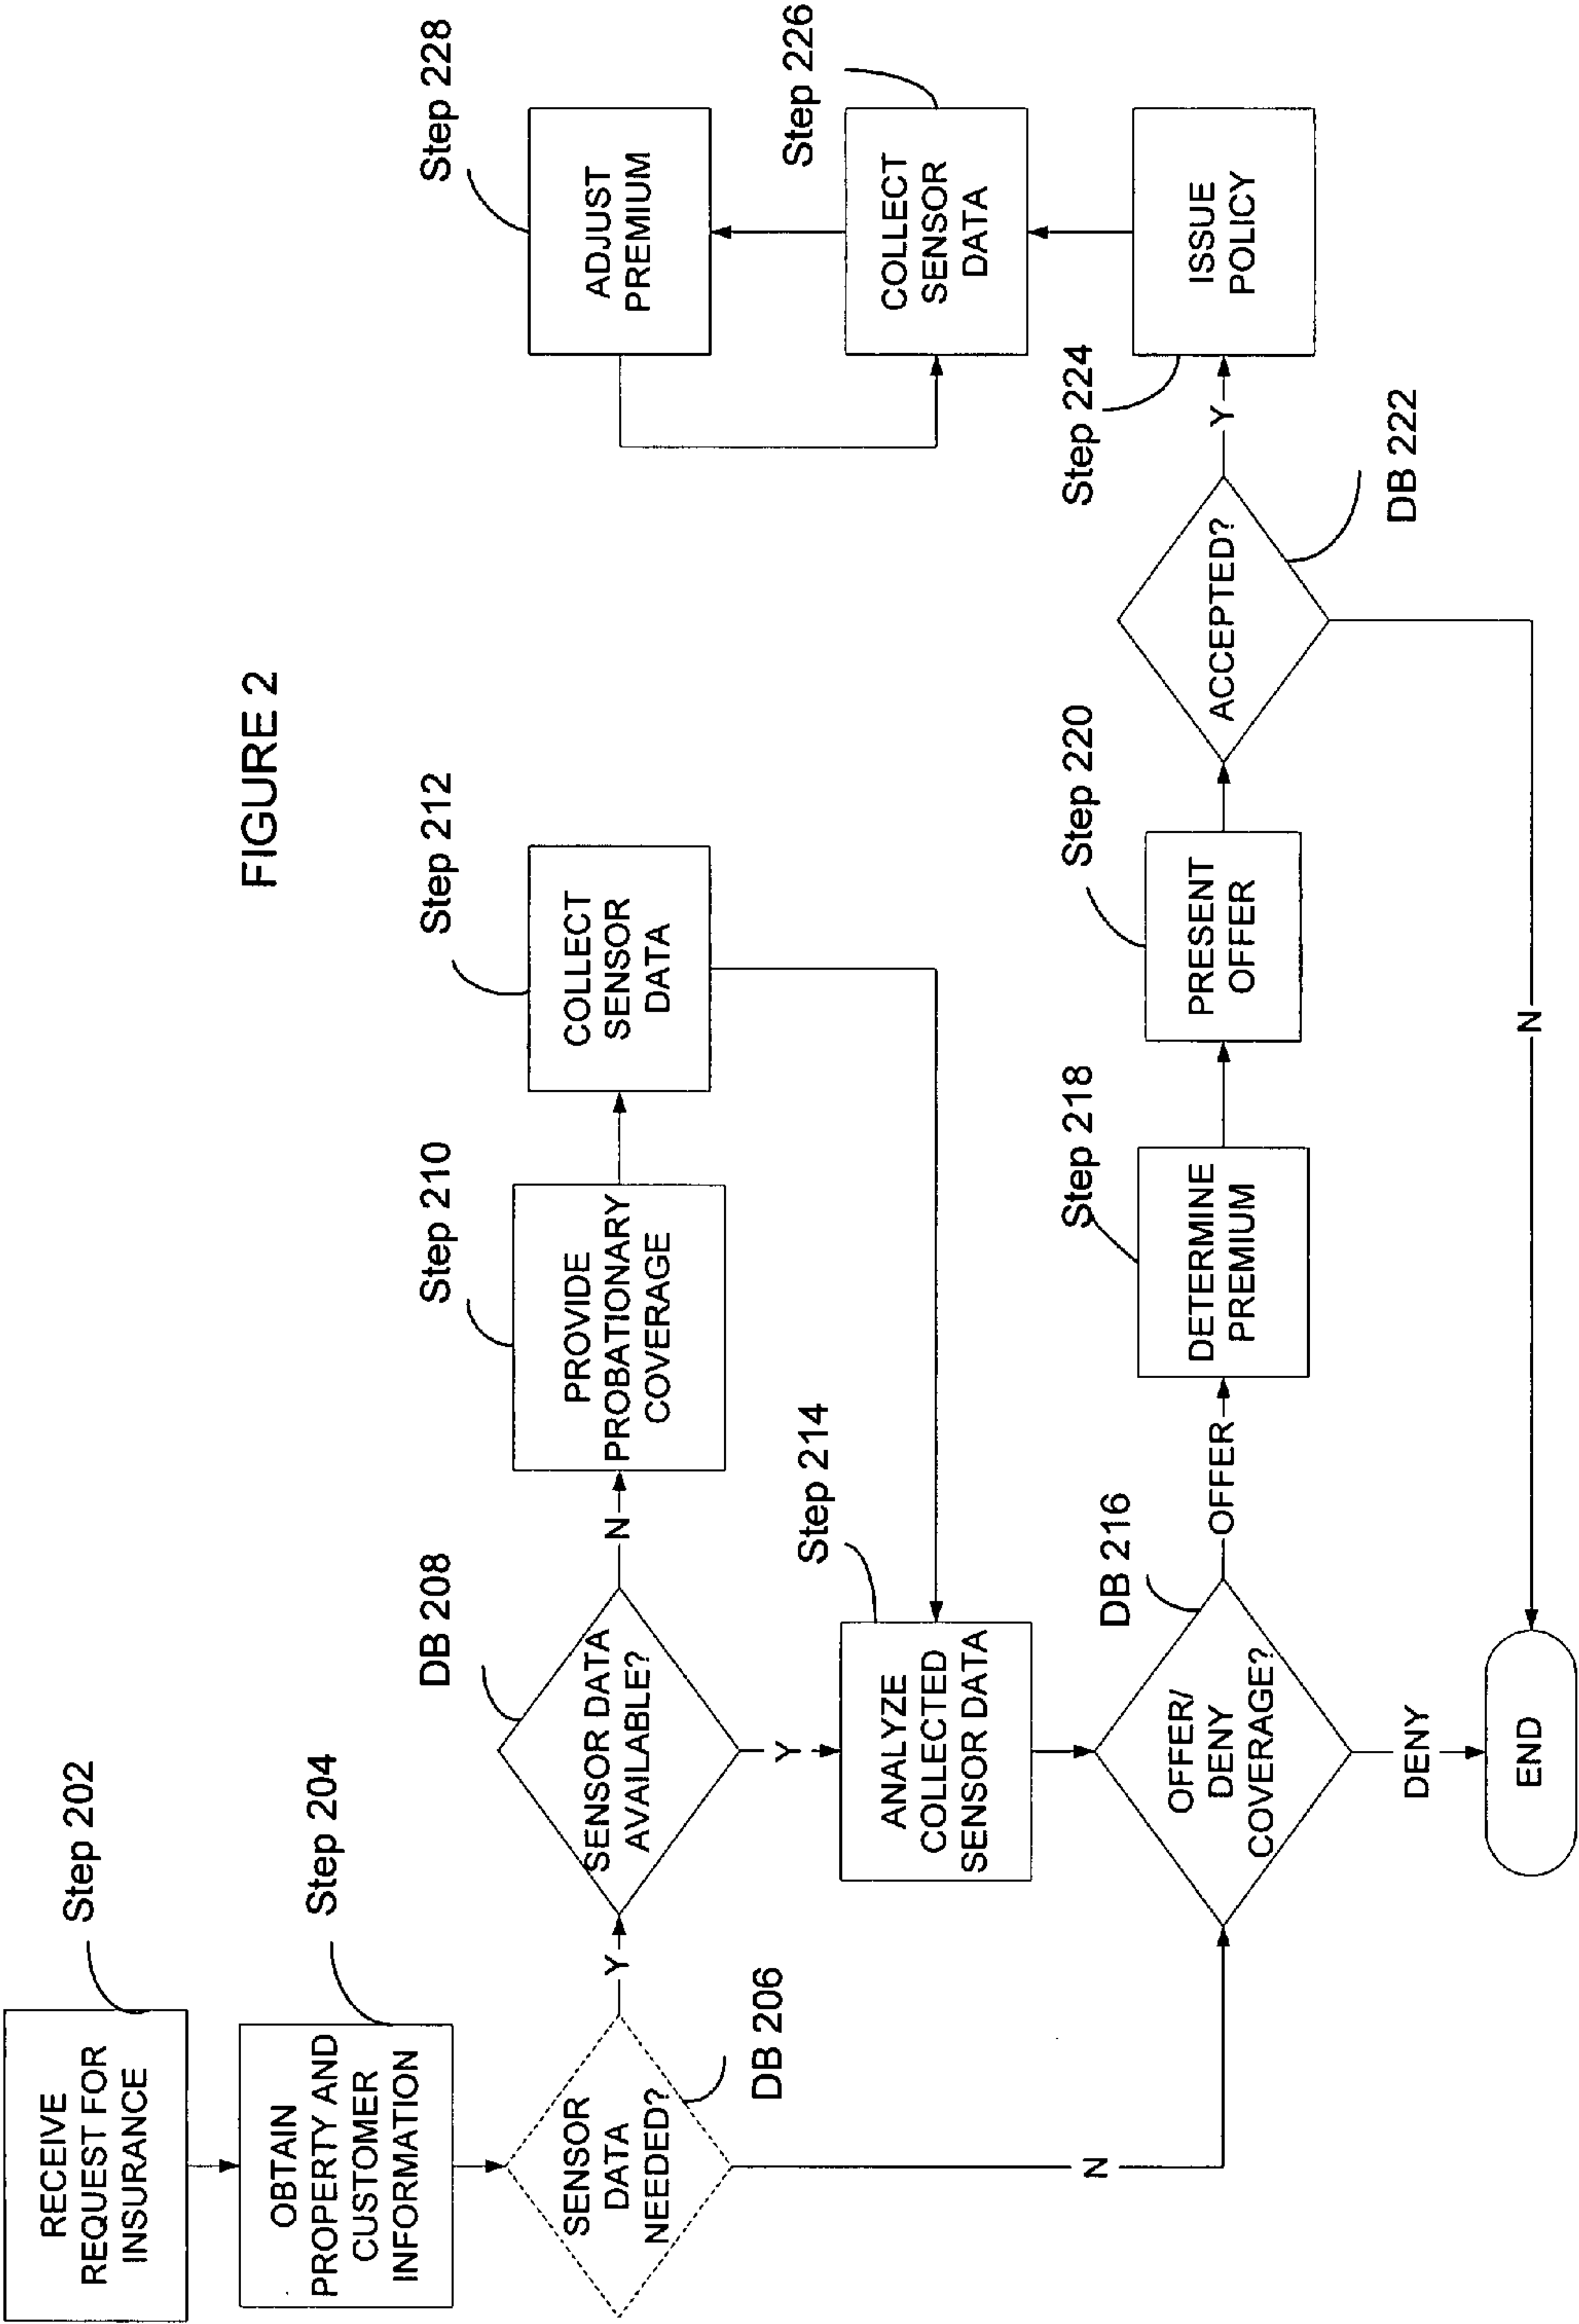 FIGURE 2
Step 202
RECEIVE
REQUEST FOR
INSURANCE
Step 204
OBTAIN
PROPERTY AND
CUSTOMER
INFORMATION
DB 206
SENSOR
DATA
NEEDED?
Y
N
DB 208
SENSOR DATA
AVAILABLE?
N
Y
Step 210
PROVIDE
PROBATIONARY
COVERAGE
Step 212
COLLECT
SENSOR
DATA
Step 214
ANALYZE
COLLECTED
SENSOR DATA
DB 216
OFFER/
DENY
COVERAGE?
OFFER
DENY
Step 218
DETERMINE
PREMIUM
Step 220
PRESENT
OFFER
DB 222
ACCEPTED?
Y
N
Step 224
ISSUE
POLICY
Step 226
COLLECT
SENSOR
DATA
Step 228
ADJUST
PREMIUM
END